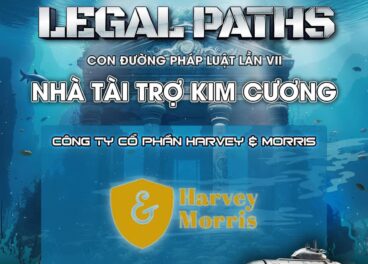 LEGAL PATHS
CON ĐƯỜNG PHÁP LUẬT LẦN VII
NHÀ TÀI TRỢ KIM CƯƠNG
CÔNG TY CỔ PHẦN HARVEY & MORRIS
&
Harvey
Morris